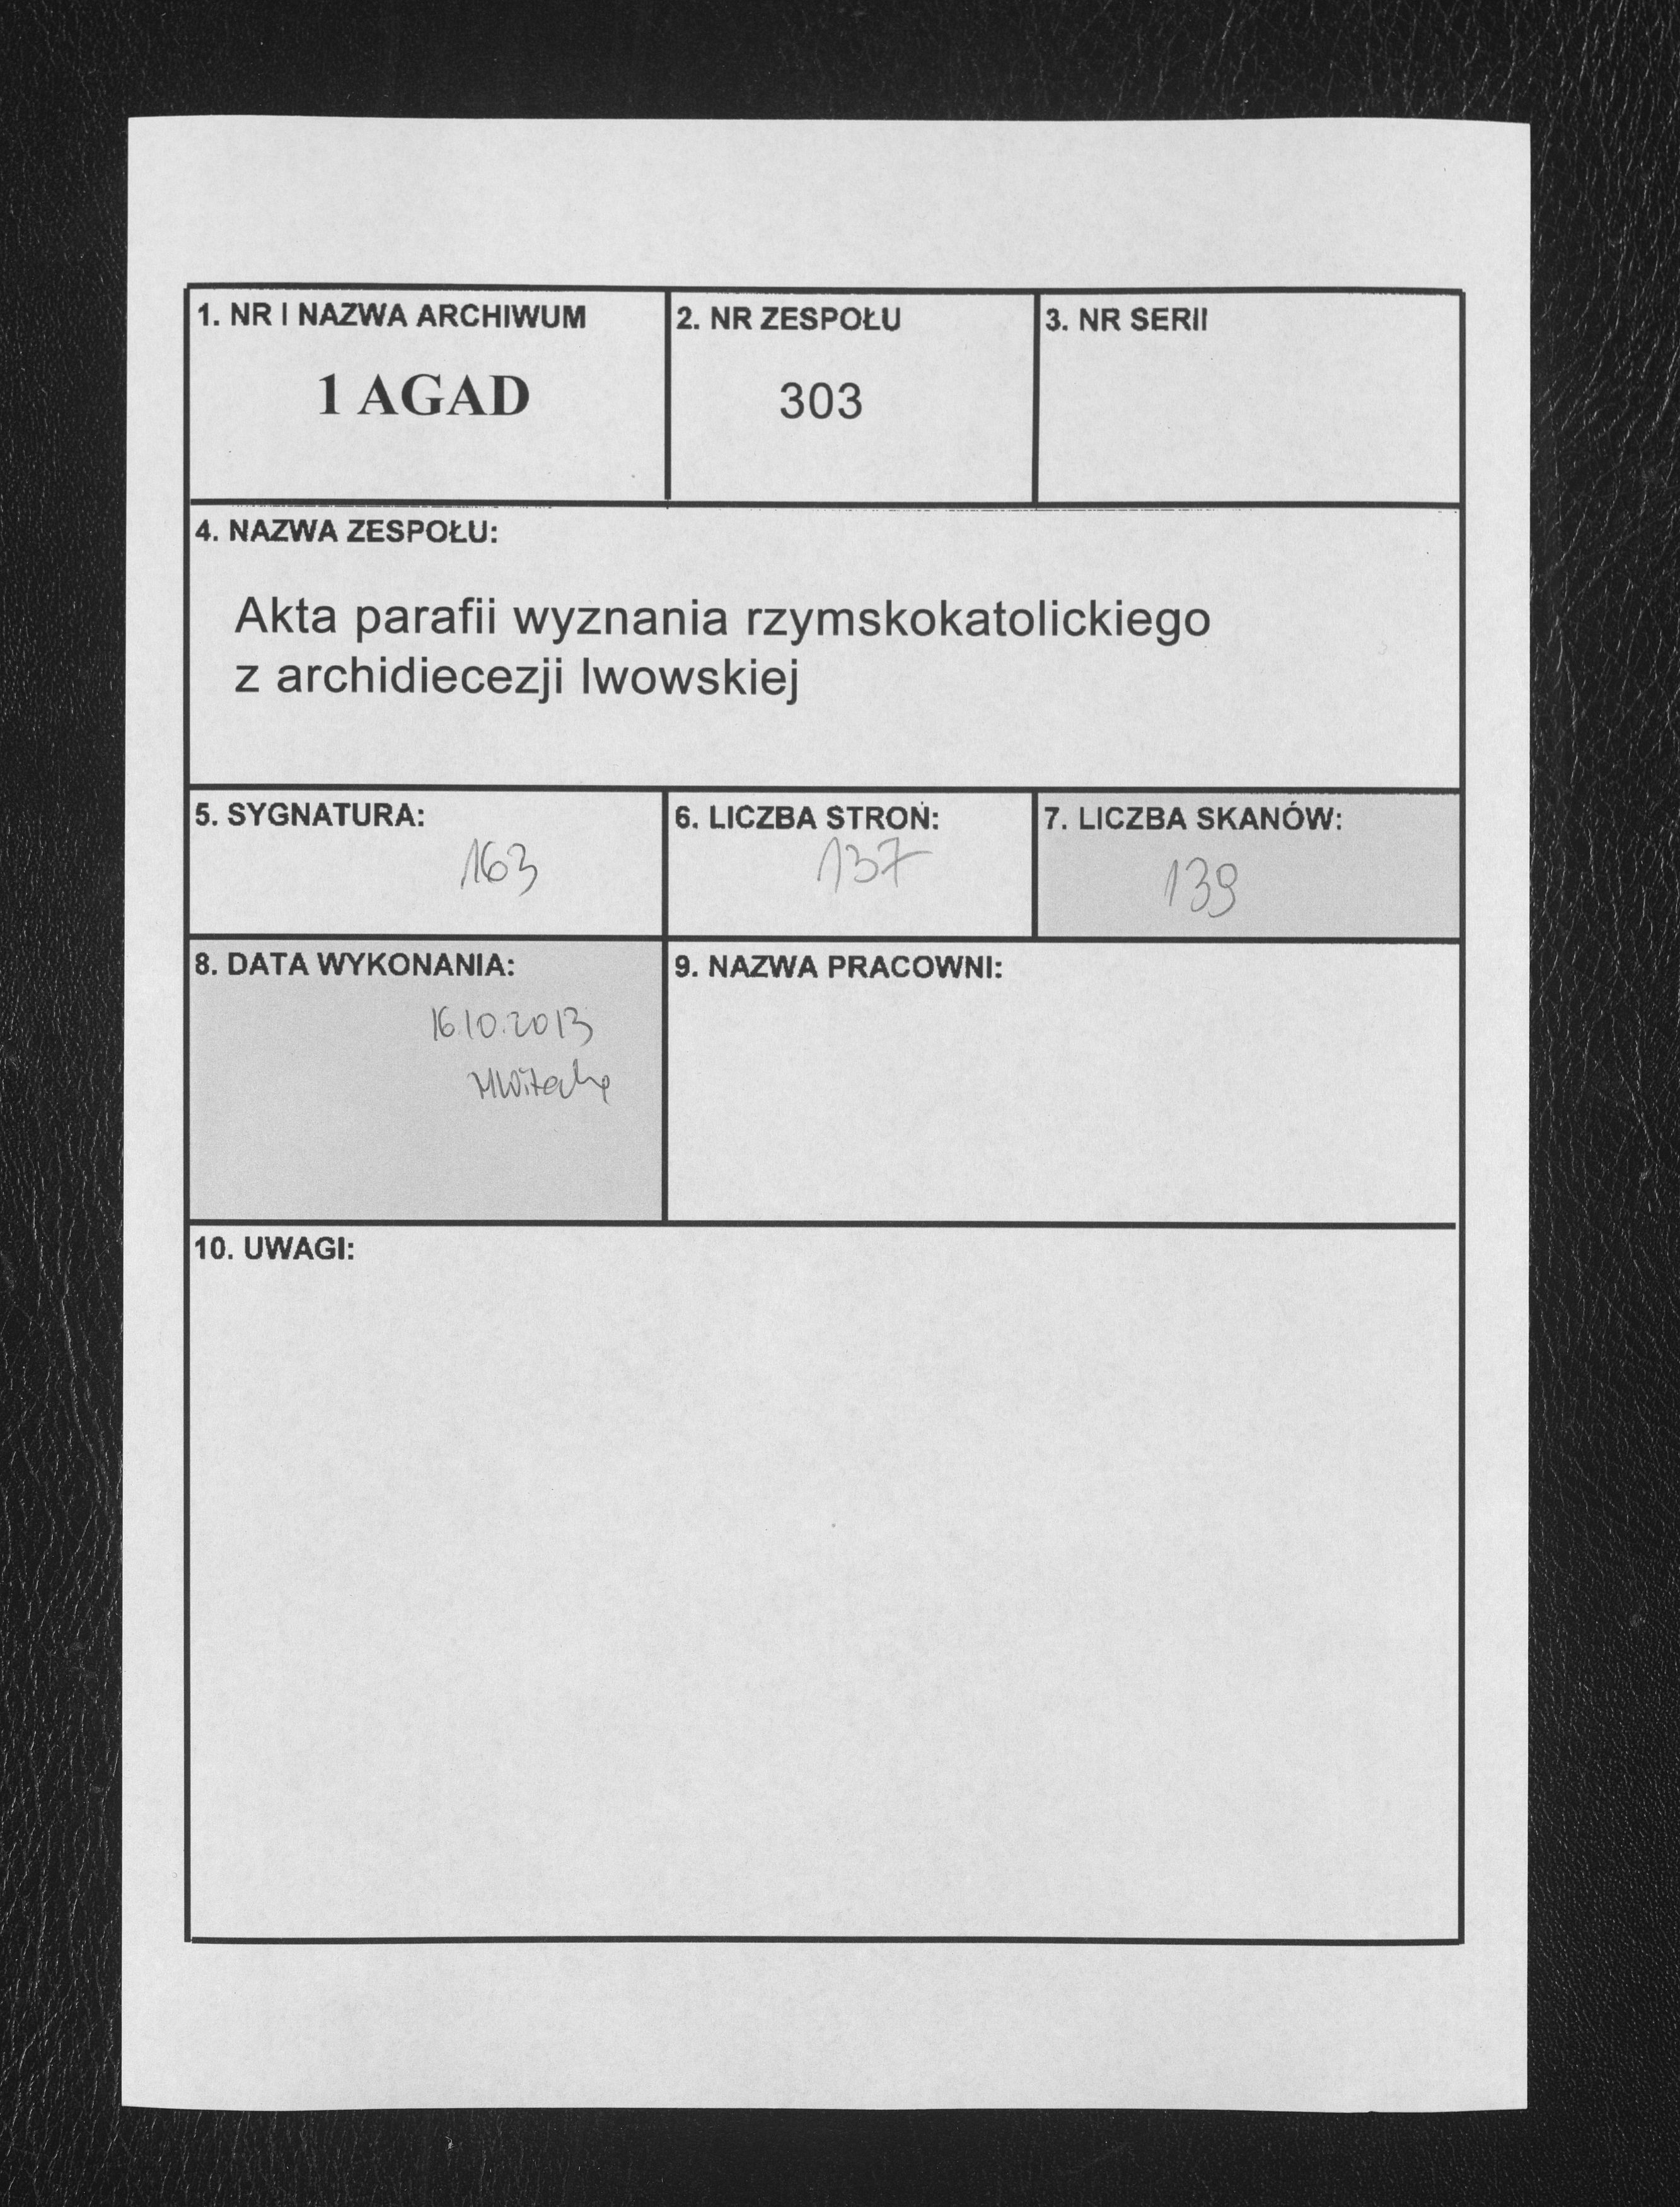 1. NR I NAZWA ARCHIWUM
1 AGAD
2. NR ZESPOŁU
303
3. NR SERII
4. NAZWA ZESPOŁU:
Akta parafii wyznania rzymskokatolickiego
z archidiecezji lwowskiej
5. SYGNATURA:
163
6. LICZBA STRON:
137
7. LICZBA SKANÓW:
139
8. DATA WYKONANIA:
16.10.2013
9. NAZWA PRACOWNI:
10. UWAGI: